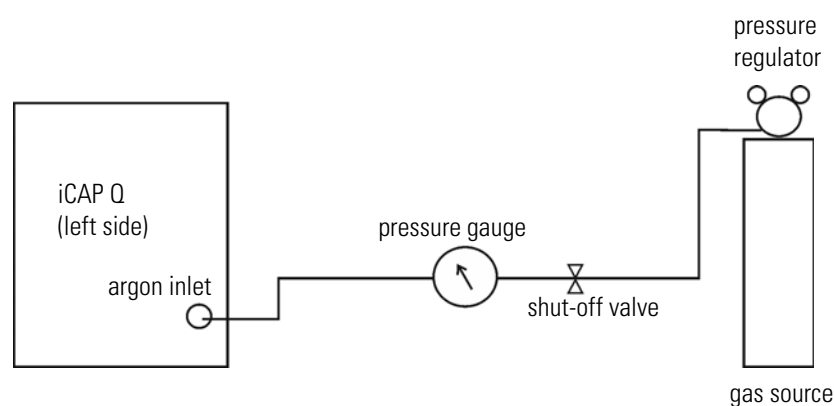 pressure
regulator
iCAP Q
(left side)
pressure gauge
argon inlet
shut-off valve
gas source